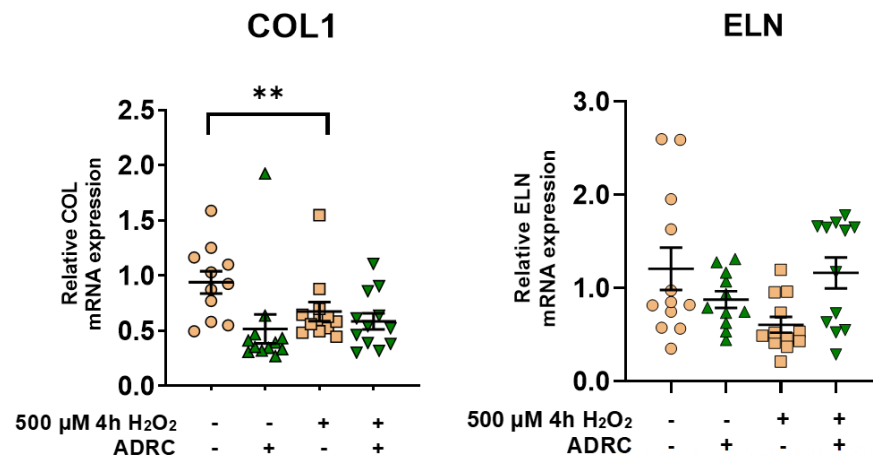 COL1
**
Relative COL
mRNA expression
2.5
2.0
1.5
1.0
0.5
0.0
500 µM 4h H₂O₂ - - + +
ADRC - + - +
ELN
Relative ELN
mRNA expression
3.0
2.0
1.0
0.0
500 µM 4h H₂O₂ - - + +
ADRC - + - +